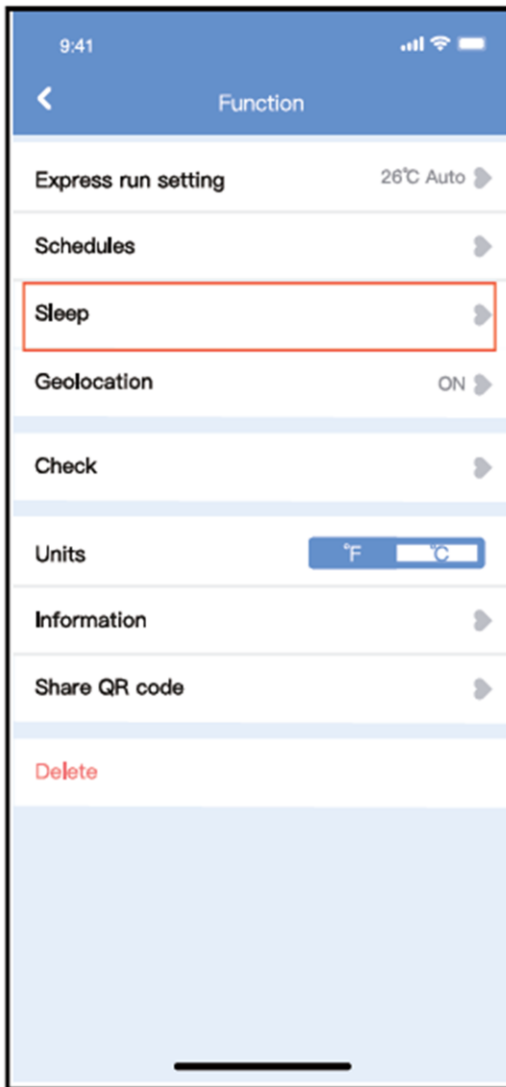 9:41
Function
Express run setting 26°C Auto
Schedules
Sleep
Geolocation ON
Check
Units °F °C
Information
Share QR code
Delete